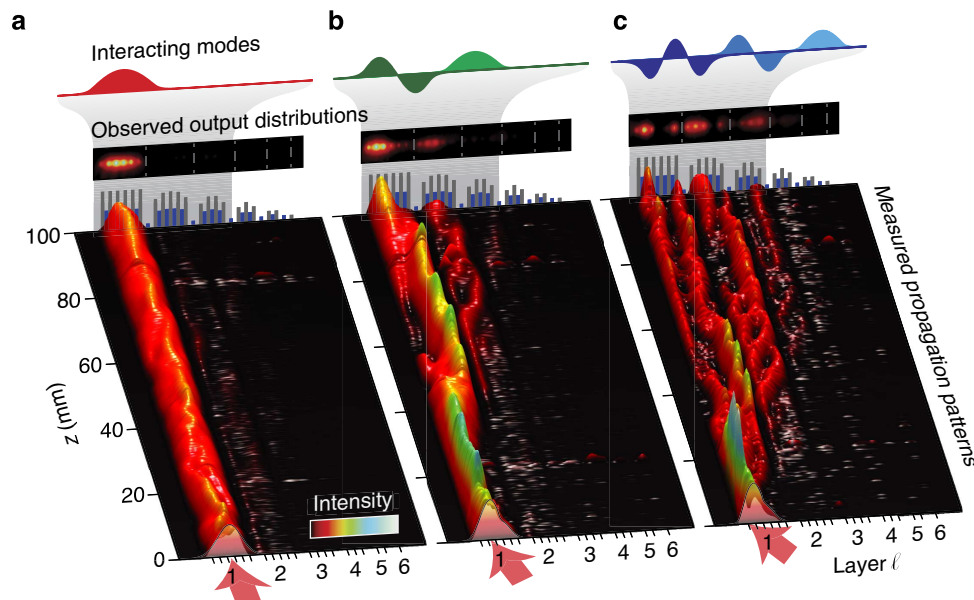 a
b
c
Interacting modes
Observed output distributions
Measured propagation patterns
100
80
60
40
20
0
z (mm)
Intensity
1 2 3 4 5 6
1 2 3 4 5 6
1 2 3 4 5 6
Layer ℓ